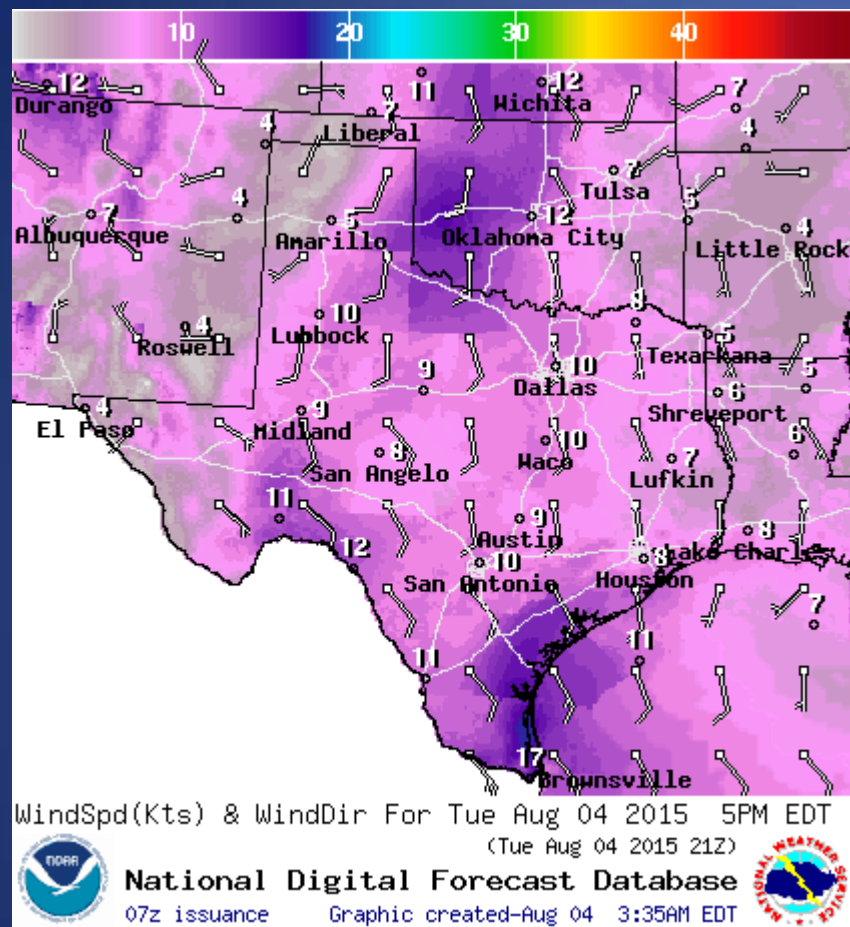 10 20 30 40
12 11 12 7
Durango Wichita
7
Liberal
4 4
7
Tulsa
7 4 5 12 5 4
Albuquerque Amarillo Oklahoma City Little Rock
10
4 Lubbock 5
Roswell Texarkana
9 10 5
Dallas 6
4 9 Shreveport
El Paso Midland 10 6
San Angelo Waco 7
Lufkin
11 9 8
Austin Lake Charles
12 10 8
San Antonio Houston
7
11 11
17
Brownsville
WindSpd(Kts) & WindDir For Tue Aug 04 2015 5PM EDT
(Tue Aug 04 2015 21Z)
National Digital Forecast Database
07z issuance Graphic created-Aug 04 3:35AM EDT
NOAA
NATIONAL WEATHER SERVICE